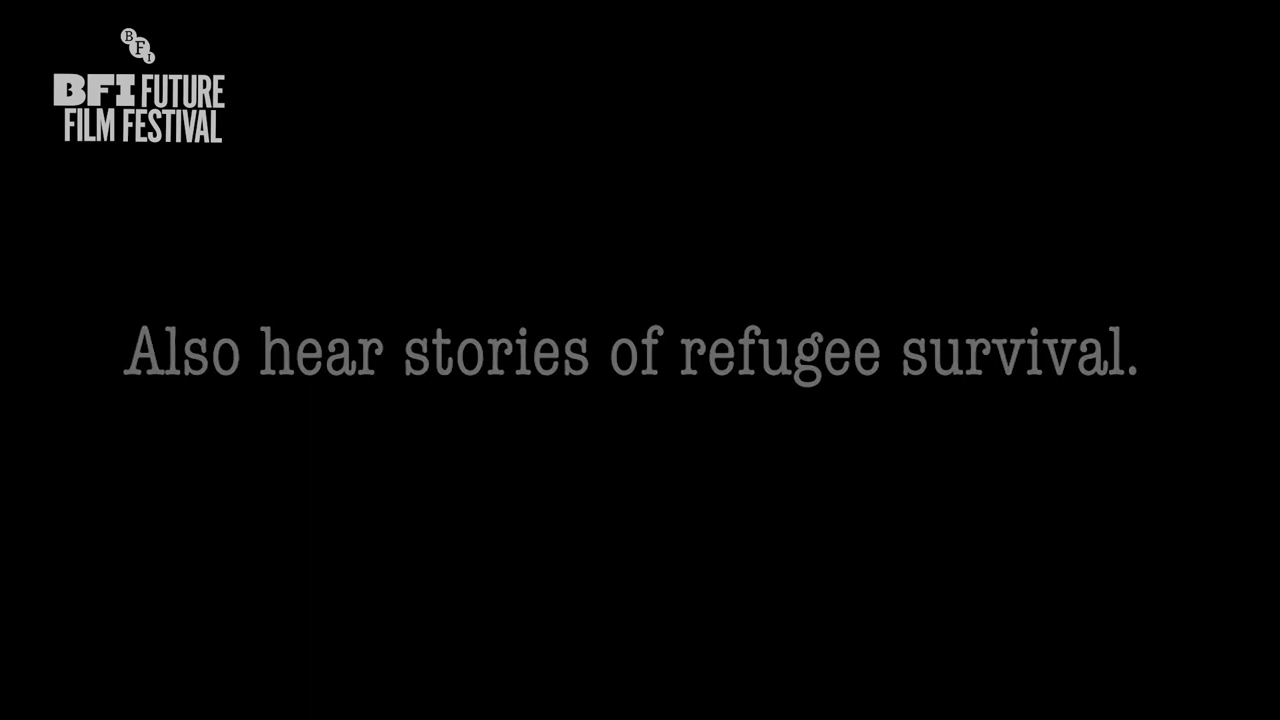 BFI
BFI FUTURE
FILM FESTIVAL
Also hear stories of refugee survival.